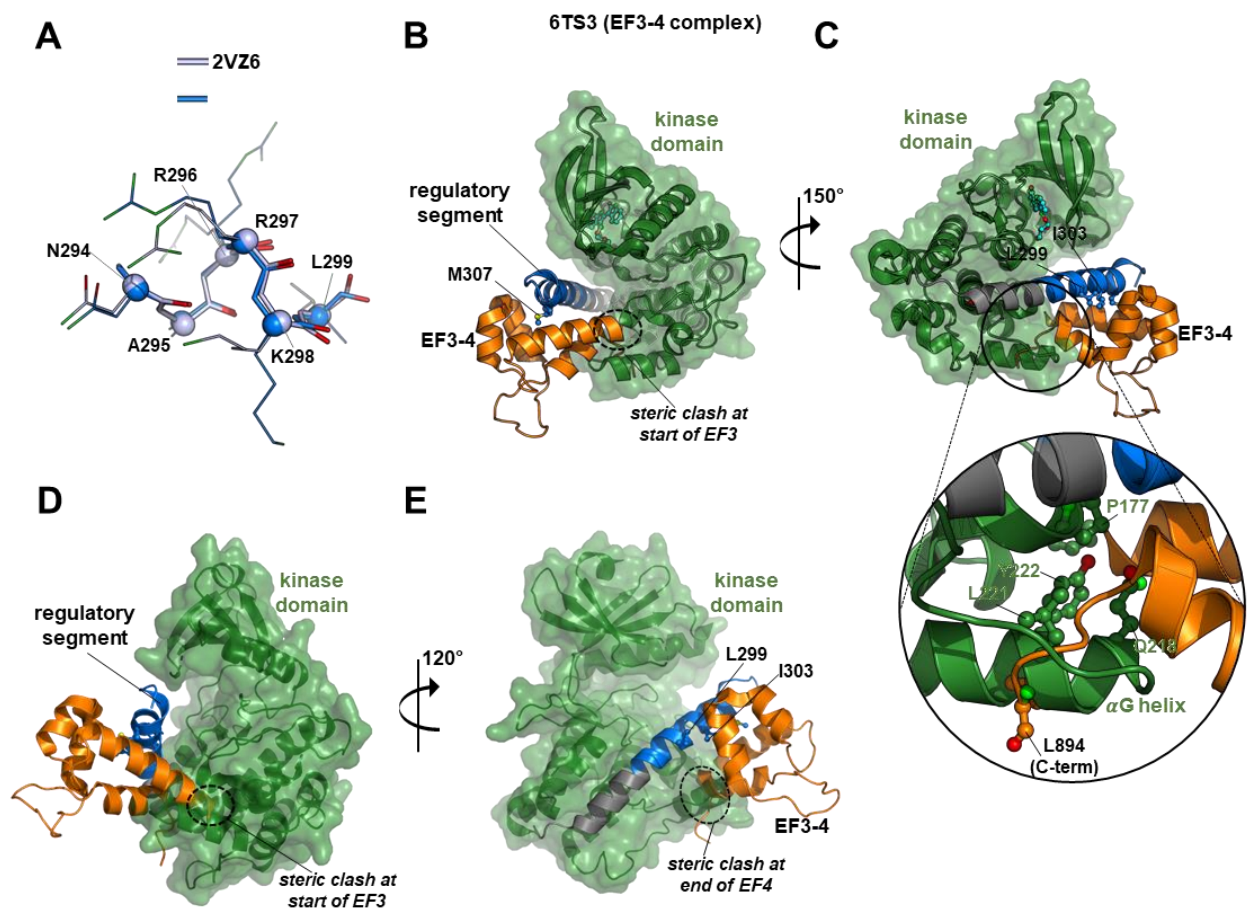 6TS3 (EF3-4 complex)
A
2VZ6
R296
R297
N294
L299
A295
K298
B
kinase
domain
regulatory
segment
M307
EF3-4
steric clash at
start of EF3
150°
C
kinase
domain
I303
L299
EF3-4
P177
Y222
L221
Q218
αG helix
L894
(C-term)
D
kinase
domain
regulatory
segment
steric clash at
start of EF3
120°
E
kinase
domain
L299
I303
EF3-4
steric clash at
end of EF4